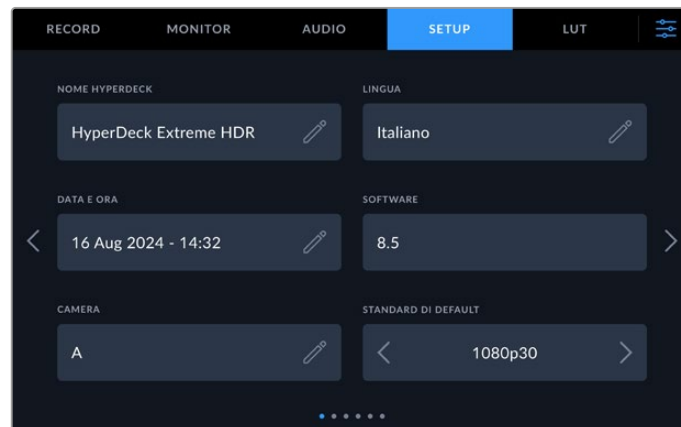 RECORD MONITOR AUDIO SETUP LUT
NOME HYPERDECK LINGUA
HyperDeck Extreme HDR Italiano
DATA E ORA SOFTWARE
16 Aug 2024 - 14:32 8.5
CAMERA STANDARD DI DEFAULT
A 1080p30